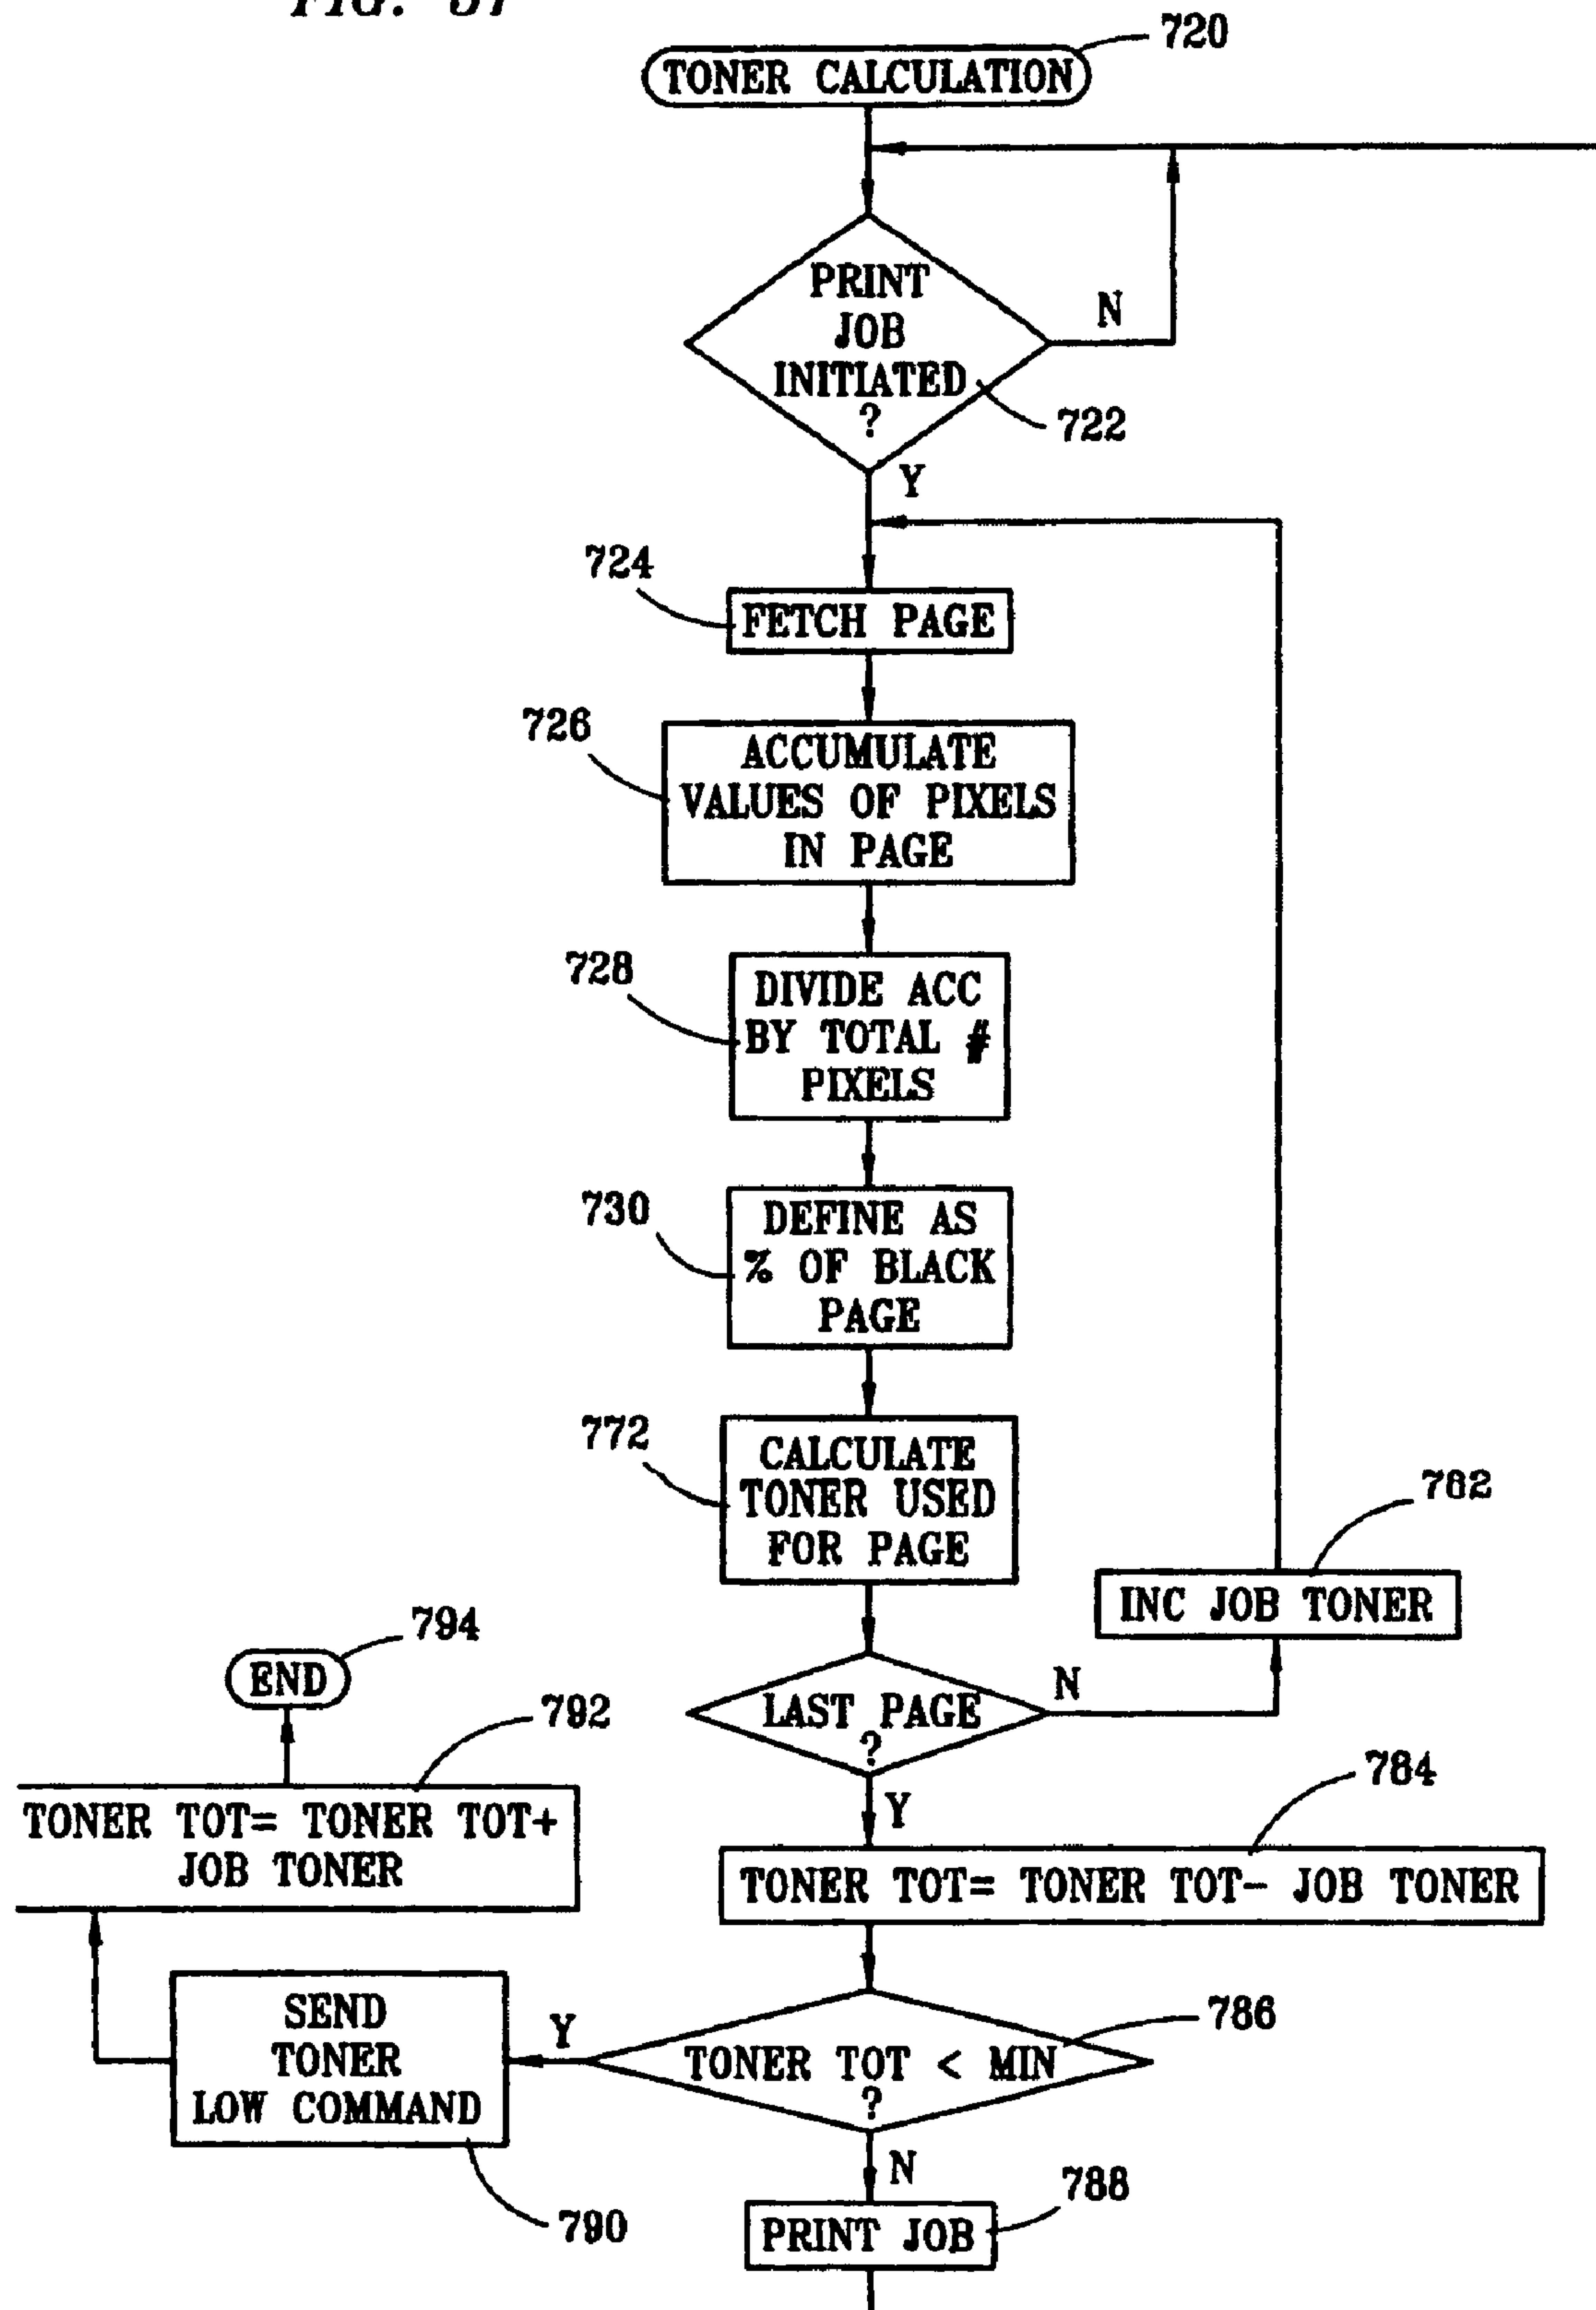 FIG. 37
720
TONER CALCULATION
PRINT
JOB
INITIATED
?
N
722
Y
724
FETCH PAGE
726
ACCUMULATE
VALUES OF PIXELS
IN PAGE
728
DIVIDE ACC
BY TOTAL #
PIXELS
730
DEFINE AS
% OF BLACK
PAGE
772
CALCULATE
TONER USED
FOR PAGE
782
INC JOB TONER
794
END
LAST PAGE
?
N
792
Y
784
TONER TOT= TONER TOT+
JOB TONER
TONER TOT= TONER TOT- JOB TONER
786
SEND
TONER
LOW COMMAND
Y
TONER TOT < MIN
?
790
N
788
PRINT JOB